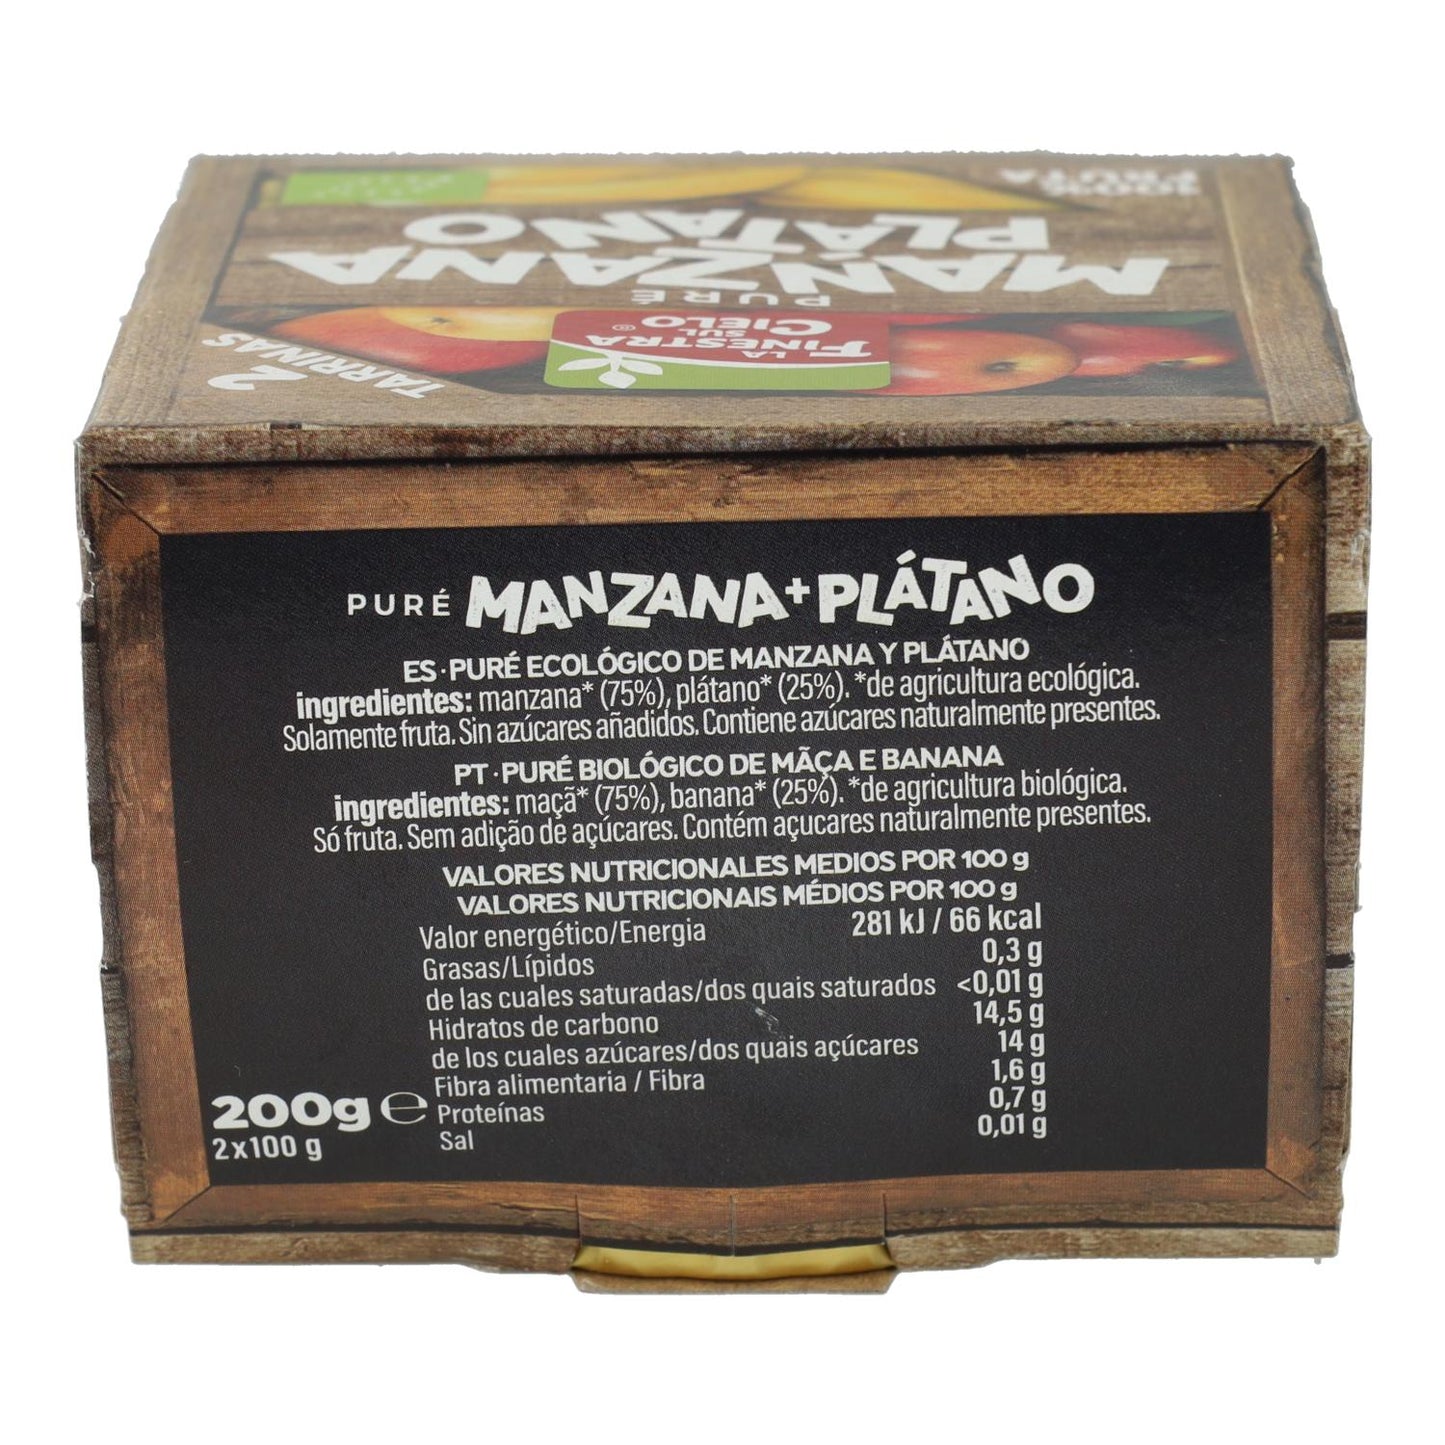 100% FRUTA
MANZANA
PLÁTANO
PURÉ
LA
FINESTRA
SUL
CIELO®
2
TARRINAS
PURÉ MANZANA+PLÁTANO
ES·PURÉ ECOLÓGICO DE MANZANA Y PLÁTANO
ingredientes: manzana* (75%), plátano* (25%). *de agricultura ecológica.
Solamente fruta. Sin azúcares añadidos. Contiene azúcares naturalmente presentes.
PT·PURÉ BIOLÓGICO DE MÃÇA E BANANA
ingredientes: maçã* (75%), banana* (25%). *de agricultura biológica.
Só fruta. Sem adição de açúcares. Contém açucares naturalmente presentes.
VALORES NUTRICIONALES MEDIOS POR 100 g
VALORES NUTRICIONAIS MÉDIOS POR 100 g
Valor energético/Energia 281 kJ / 66 kcal
Grasas/Lípidos 0,3 g
de las cuales saturadas/dos quais saturados <0,01 g
Hidratos de carbono 14,5 g
de los cuales azúcares/dos quais açúcares 14 g
Fibra alimentaria / Fibra 1,6 g
Proteínas 0,7 g
Sal 0,01 g
200g ℮
2x100 g